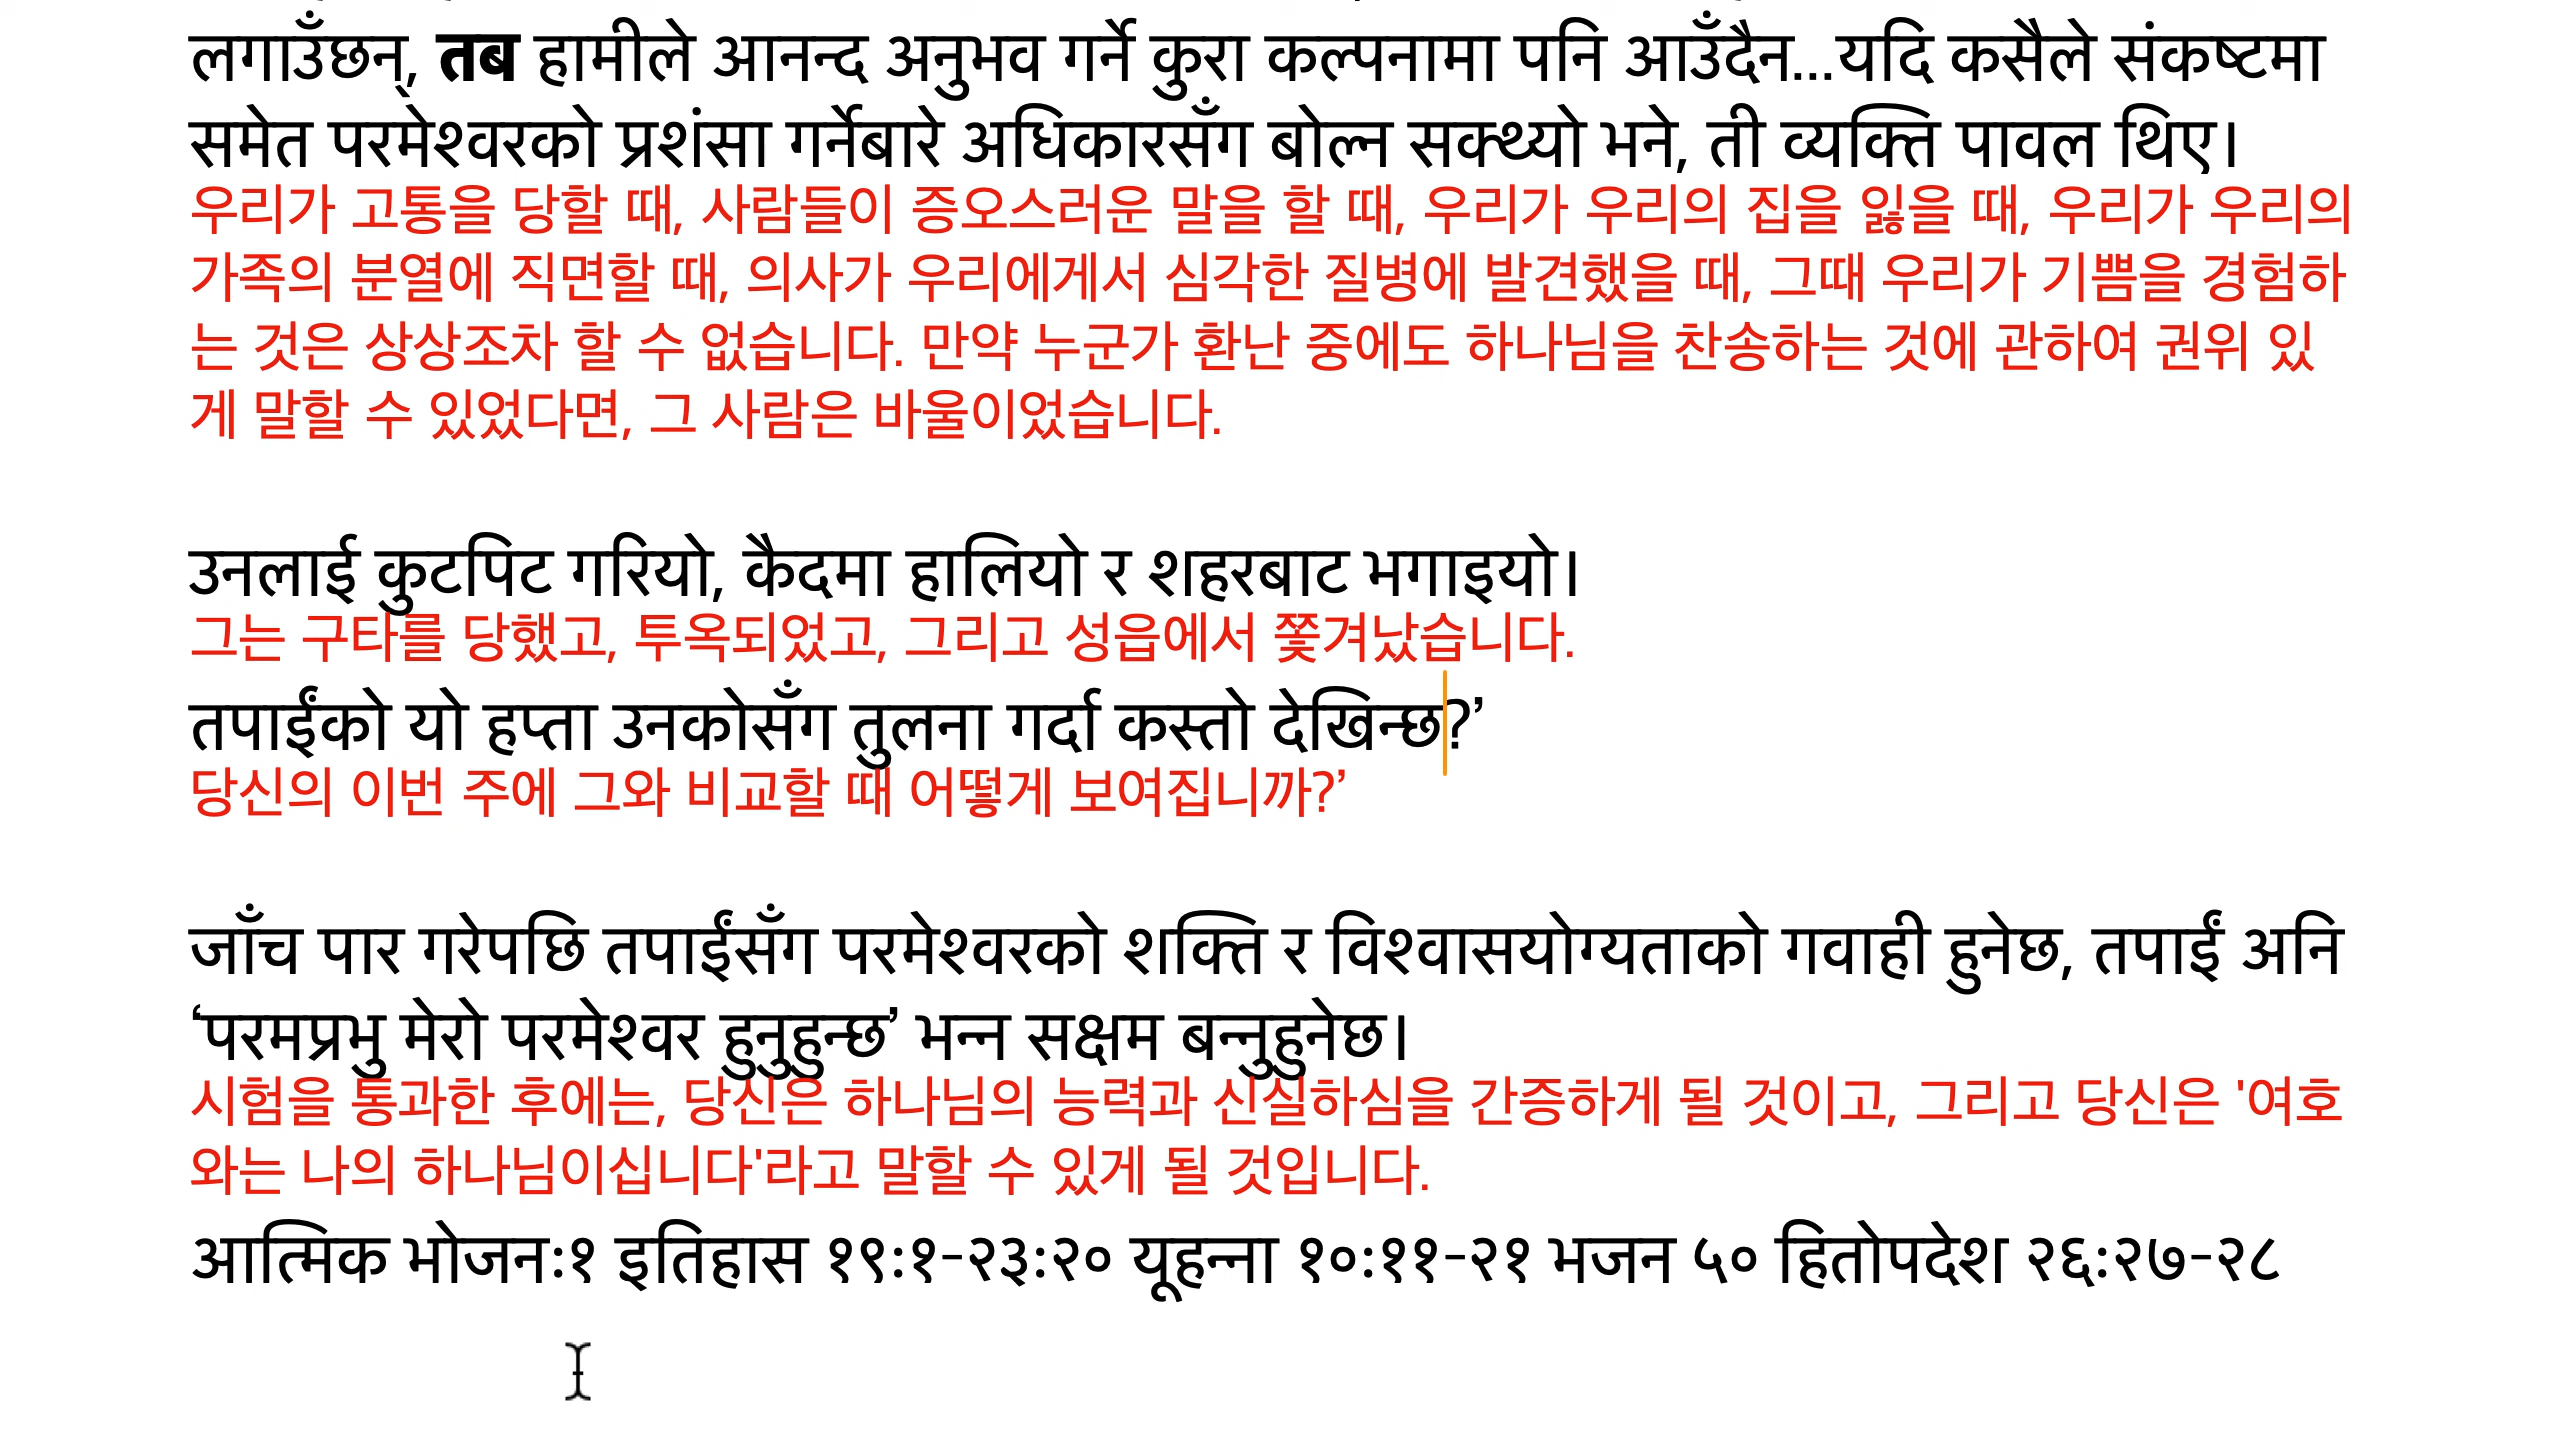 लगाउँछन्, तब हामीले आनन्द अनुभव गर्ने कुरा कल्पनामा पनि आउँदैन...यदि कसैले संकष्टमा
समेत परमेश्वरको प्रशंसा गर्नेबारे अधिकारसँग बोल्न सक्थ्यो भने, ती व्यक्ति पावल थिए।
우리가 고통을 당할 때, 사람들이 증오스러운 말을 할 때, 우리가 우리의 집을 잃을 때, 우리가 우리의
가족의 분열에 직면할 때, 의사가 우리에게서 심각한 질병에 발견했을 때, 그때 우리가 기쁨을 경험하
는 것은 상상조차 할 수 없습니다. 만약 누군가 환난 중에도 하나님을 찬송하는 것에 관하여 권위 있
게 말할 수 있었다면, 그 사람은 바울이었습니다.
उनलाई कुटपिट गरियो, कैदमा हालियो र शहरबाट भगाइयो।
그는 구타를 당했고, 투옥되었고, 그리고 성읍에서 쫓겨났습니다.
तपाईंको यो हप्ता उनकोसँग तुलना गर्दा कस्तो देखिन्छ?’
당신의 이번 주에 그와 비교할 때 어떻게 보여집니까?’
जाँच पार गरेपछि तपाईंसँग परमेश्वरको शक्ति र विश्वासयोग्यताको गवाही हुनेछ, तपाईं अनि
‘परमप्रभु मेरो परमेश्वर हुनुहुन्छ’ भन्न सक्षम बन्नुहुनेछ।
시험을 통과한 후에는, 당신은 하나님의 능력과 신실하심을 간증하게 될 것이고, 그리고 당신은 '여호
와는 나의 하나님이십니다'라고 말할 수 있게 될 것입니다.
आत्मिक भोजनः१ इतिहास १९ः१-२३ः२० यूहन्ना १०ः११-२१ भजन ५० हितोपदेश २६ः२७-२८